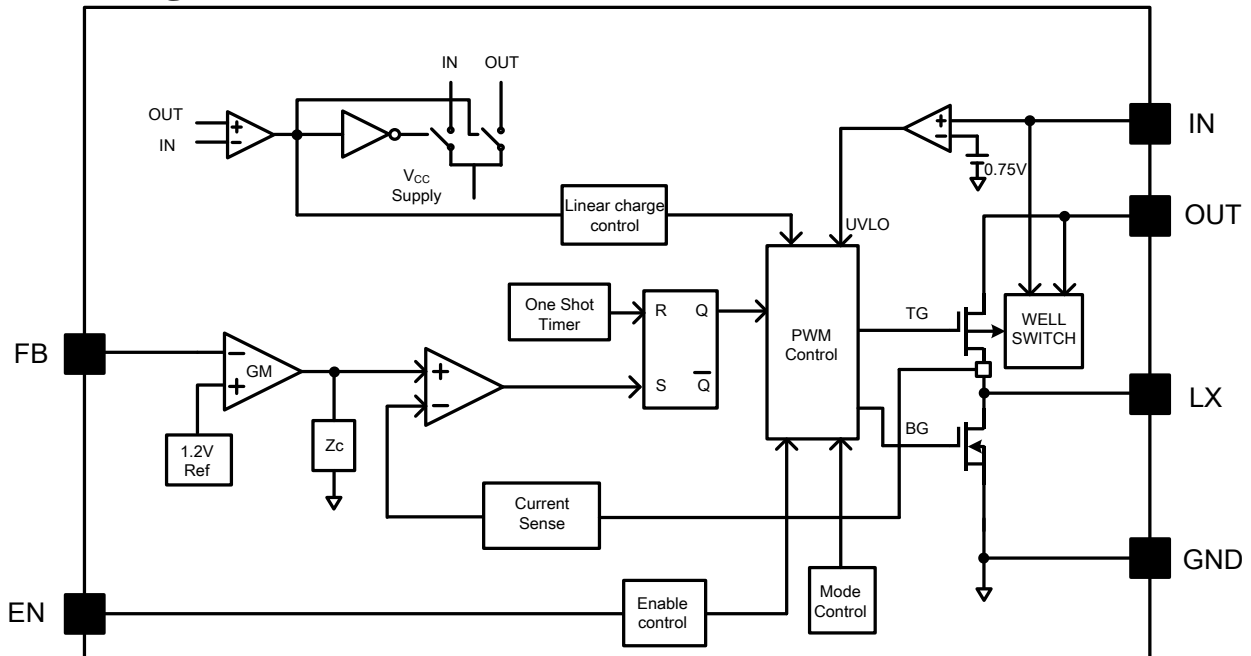 IN OUT
OUT
IN
+
−
V_CC
Supply
Linear charge
control
UVLO
+
−
0.75V
IN
OUT
One Shot
Timer
R Q
S Q̅
PWM
Control
TG
WELL
SWITCH
FB
−
GM
+
+
−
1.2V
Ref
Zc
BG
LX
Current
Sense
EN
Enable
control
Mode
Control
GND